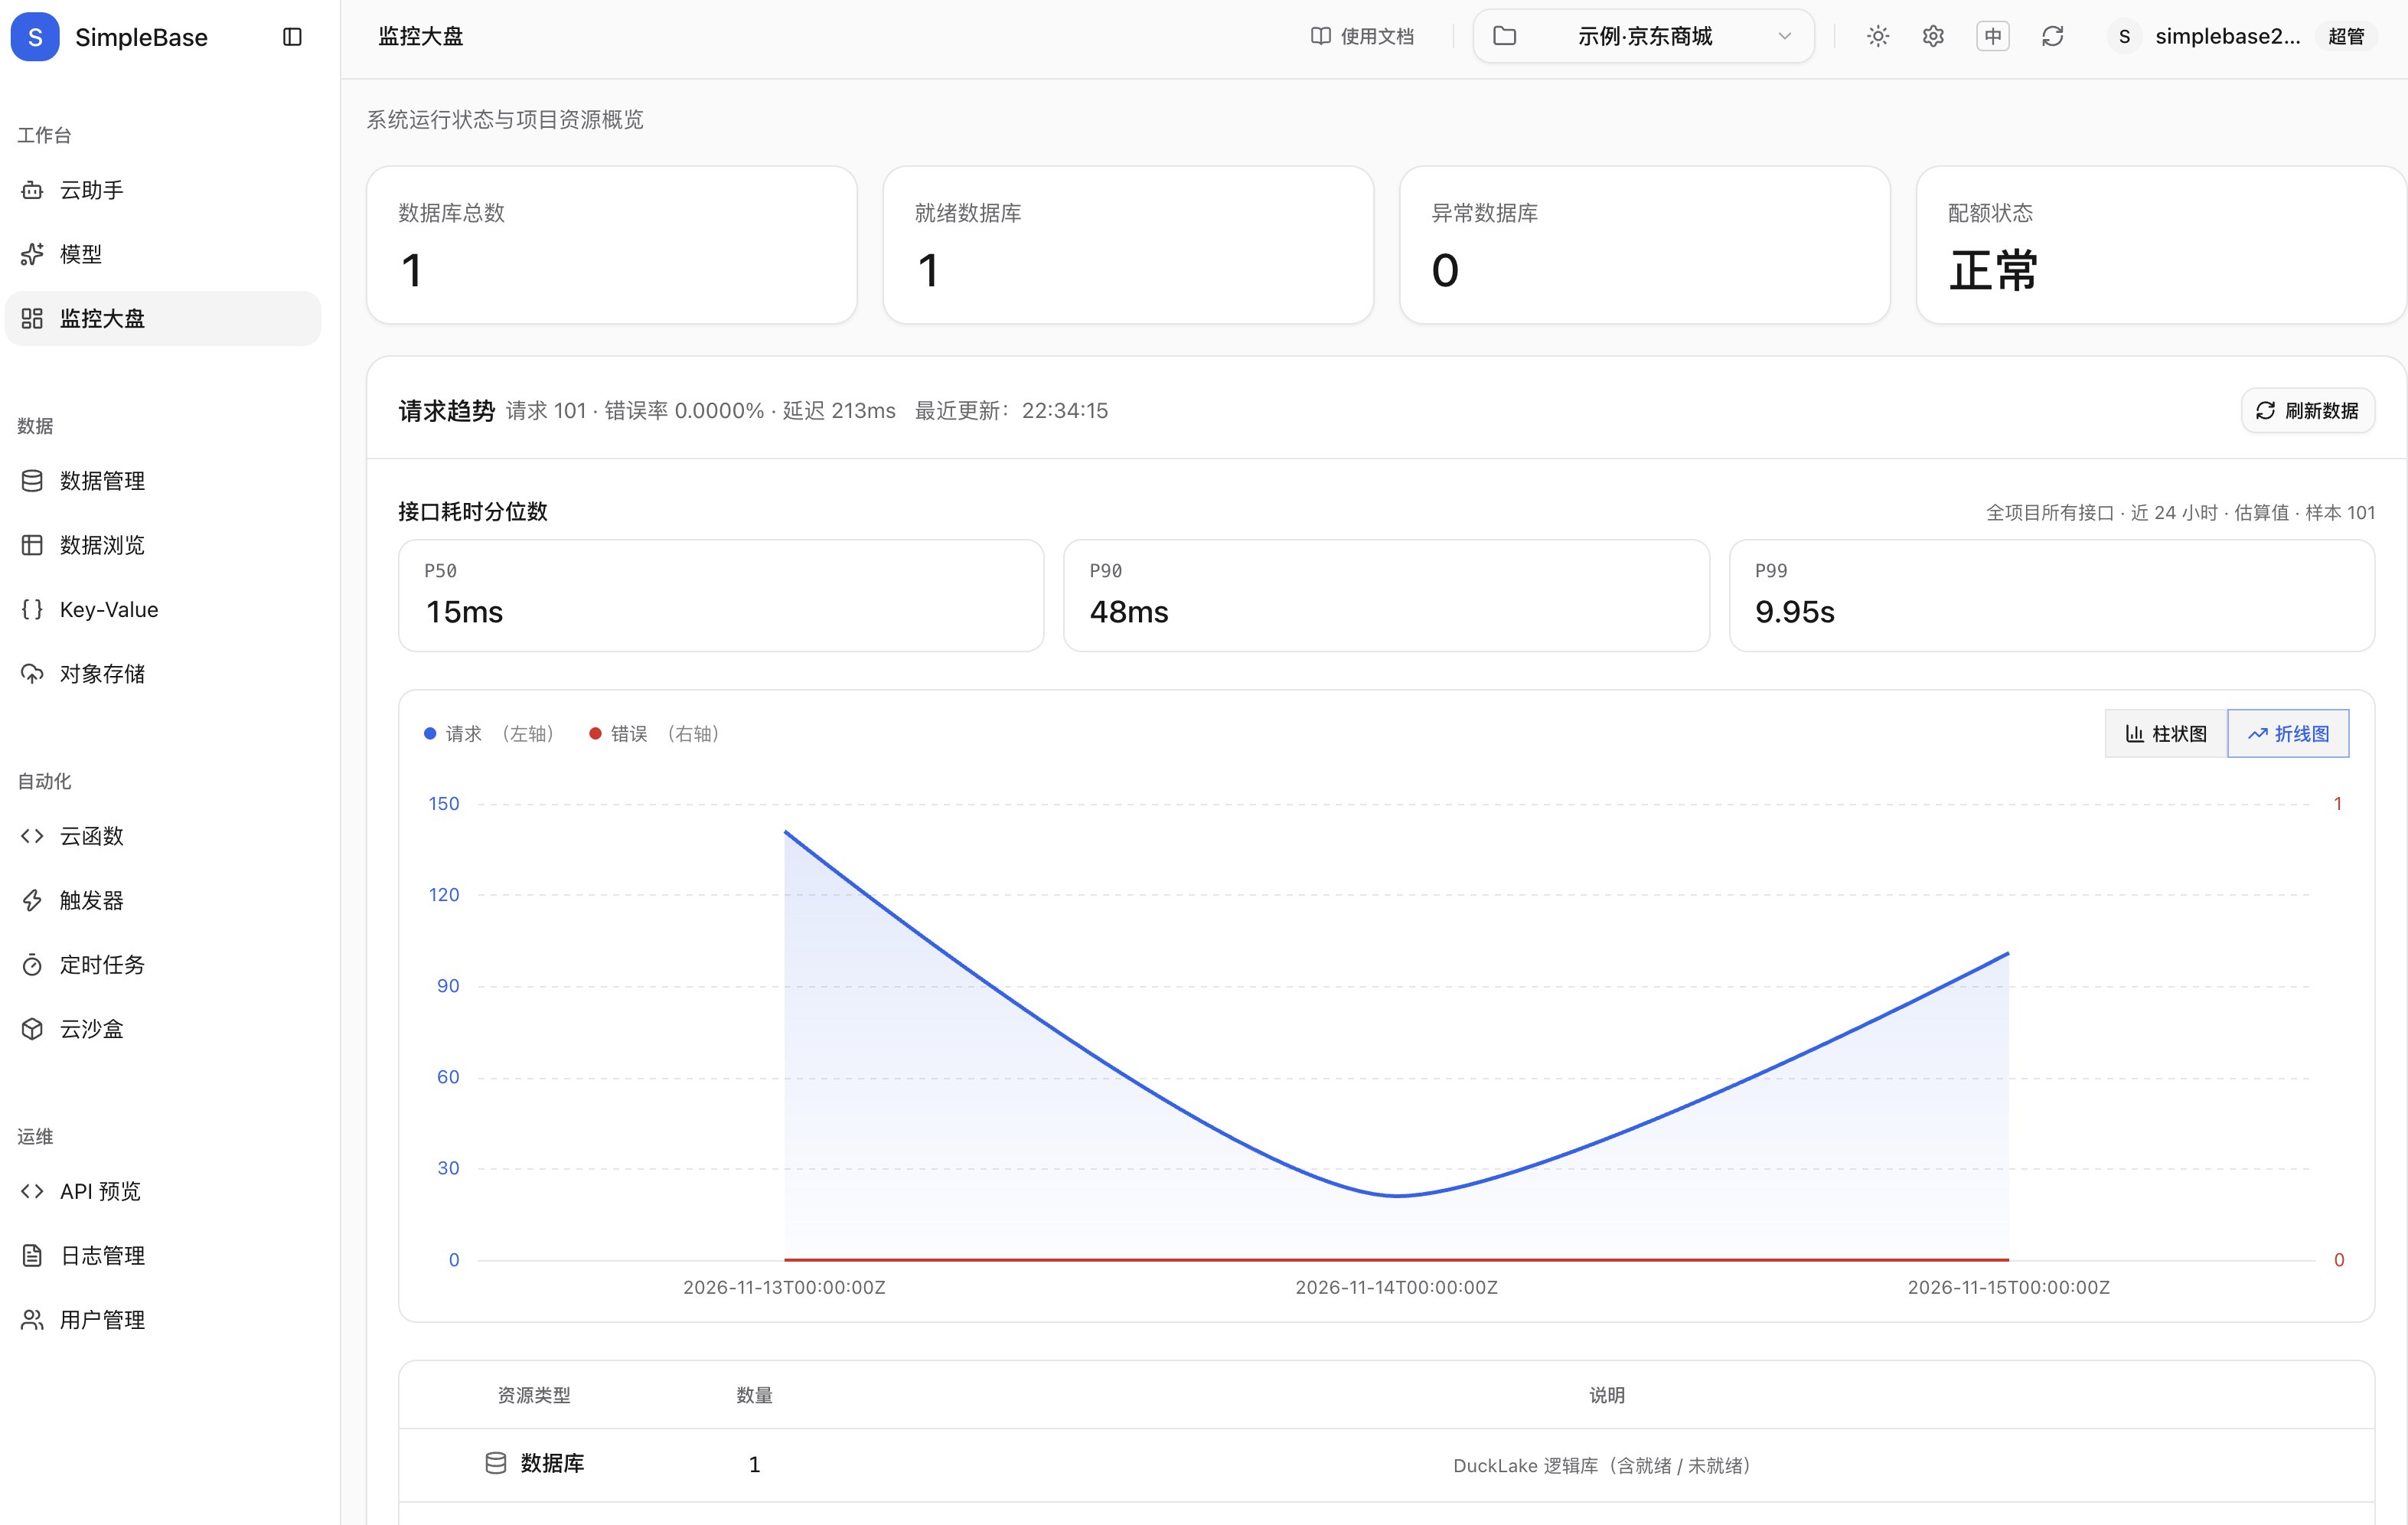 S SimpleBase
工作台
云助手
模型
监控大盘
数据
数据管理
数据浏览
Key-Value
对象存储
自动化
云函数
触发器
定时任务
云沙盒
运维
API 预览
日志管理
用户管理
监控大盘
使用文档
示例·京东商城
中
S simplebase2... 超管
系统运行状态与项目资源概览
数据库总数
1
就绪数据库
1
异常数据库
0
配额状态
正常
请求趋势 请求 101 · 错误率 0.0000% · 延迟 213ms 最近更新：22:34:15
刷新数据
接口耗时分位数
全项目所有接口 · 近 24 小时 · 估算值 · 样本 101
P50
15ms
P90
48ms
P99
9.95s
请求 （左轴） 错误 （右轴）
柱状图 折线图
150 1
120
90
60
30
0 0
2026-11-13T00:00:00Z 2026-11-14T00:00:00Z 2026-11-15T00:00:00Z
资源类型 数量 说明
数据库 1 DuckLake 逻辑库（含就绪 / 未就绪）